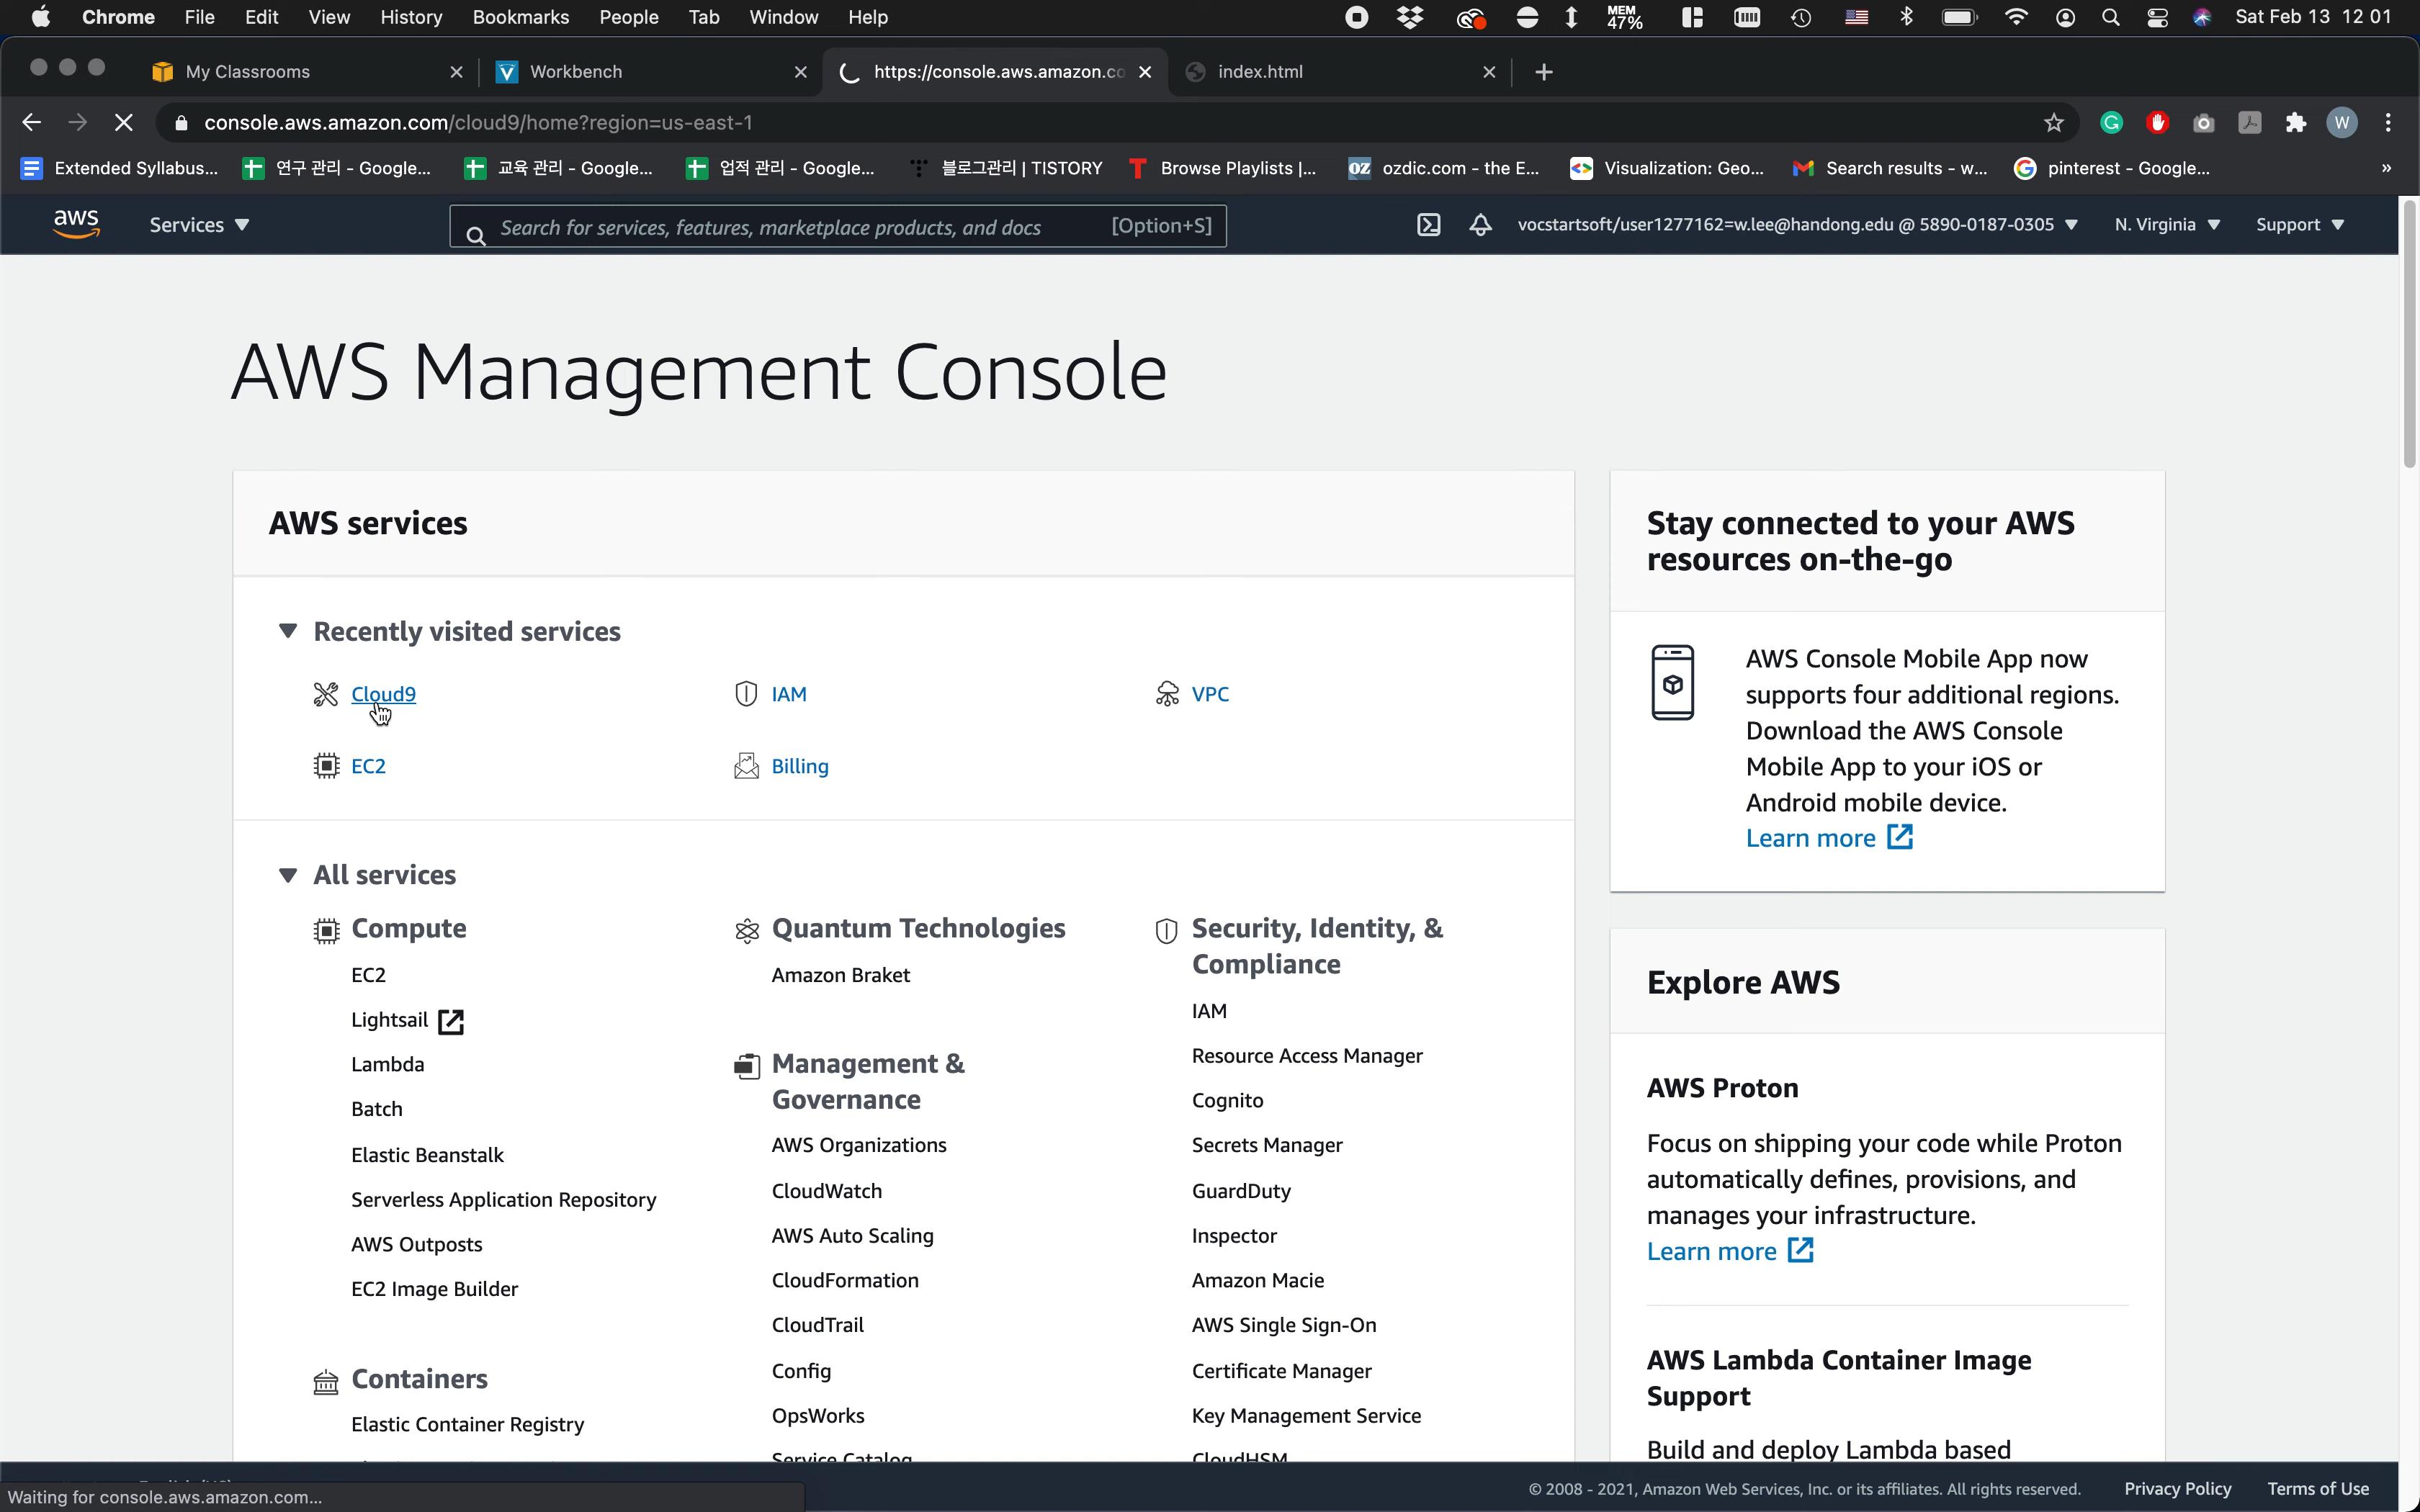 Chrome File Edit View History Bookmarks People Tab Window Help MEM 47% Sat Feb 13 12 01
My Classrooms Workbench https://console.aws.amazon.co index.html
console.aws.amazon.com/cloud9/home?region=us-east-1 W
Extended Syllabus... 연구 관리 - Google... 교육 관리 - Google... 업적 관리 - Google... 블로그관리 | TISTORY Browse Playlists |... OZ ozdic.com - the E... Visualization: Geo... Search results - w... pinterest - Google... »
aws Services Search for services, features, marketplace products, and docs [Option+S] vocstartsoft/user1277162=w.lee@handong.edu @ 5890-0187-0305 N. Virginia Support
AWS Management Console
AWS services
Recently visited services
Cloud9 IAM VPC
EC2 Billing
All services
Compute
EC2
Lightsail
Lambda
Batch
Elastic Beanstalk
Serverless Application Repository
AWS Outposts
EC2 Image Builder
Containers
Elastic Container Registry
Quantum Technologies
Amazon Braket
Management &
Governance
AWS Organizations
CloudWatch
AWS Auto Scaling
CloudFormation
CloudTrail
Config
OpsWorks
Service Catalog
Security, Identity, &
Compliance
IAM
Resource Access Manager
Cognito
Secrets Manager
GuardDuty
Inspector
Amazon Macie
AWS Single Sign-On
Certificate Manager
Key Management Service
CloudHSM
Stay connected to your AWS
resources on-the-go
AWS Console Mobile App now
supports four additional regions.
Download the AWS Console
Mobile App to your iOS or
Android mobile device.
Learn more
Explore AWS
AWS Proton
Focus on shipping your code while Proton
automatically defines, provisions, and
manages your infrastructure.
Learn more
AWS Lambda Container Image
Support
Build and deploy Lambda based
Waiting for console.aws.amazon.com...
© 2008 - 2021, Amazon Web Services, Inc. or its affiliates. All rights reserved. Privacy Policy Terms of Use